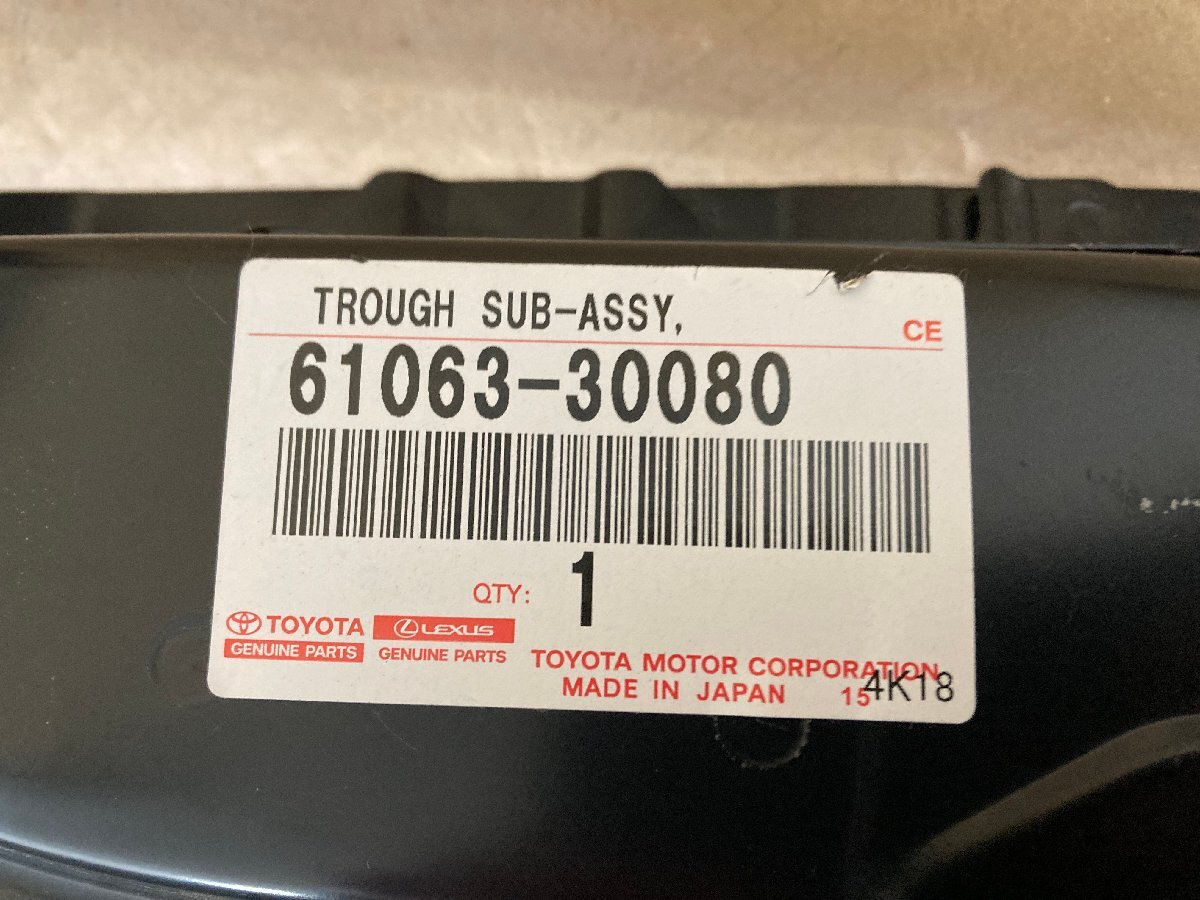 TROUGH SUB-ASSY,
CE
61063-30080
QTY: 1
TOYOTA LEXUS
GENUINE PARTS GENUINE PARTS
TOYOTA MOTOR CORPORATION
MADE IN JAPAN 15 4K18